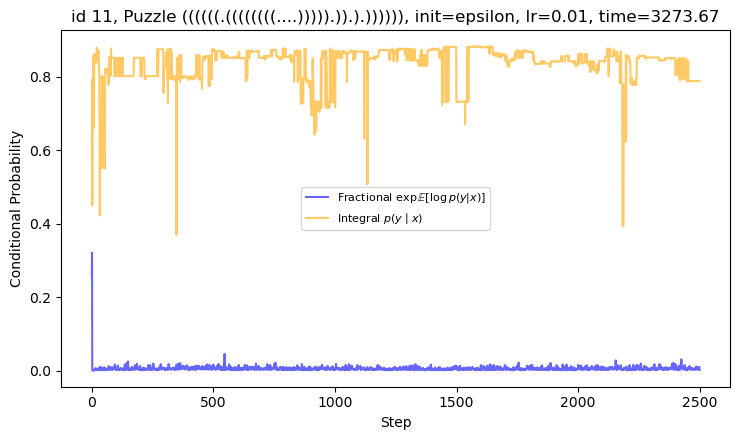 id 11, Puzzle ((((((.((((((((....))))).)).).)))))), init=epsilon, lr=0.01, time=3273.67
Conditional Probability
0.8
0.6
0.4
0.2
0.0
Fractional exp 𝔼[log p(y|x)]
Integral p(y | x)
0 500 1000 1500 2000 2500
Step